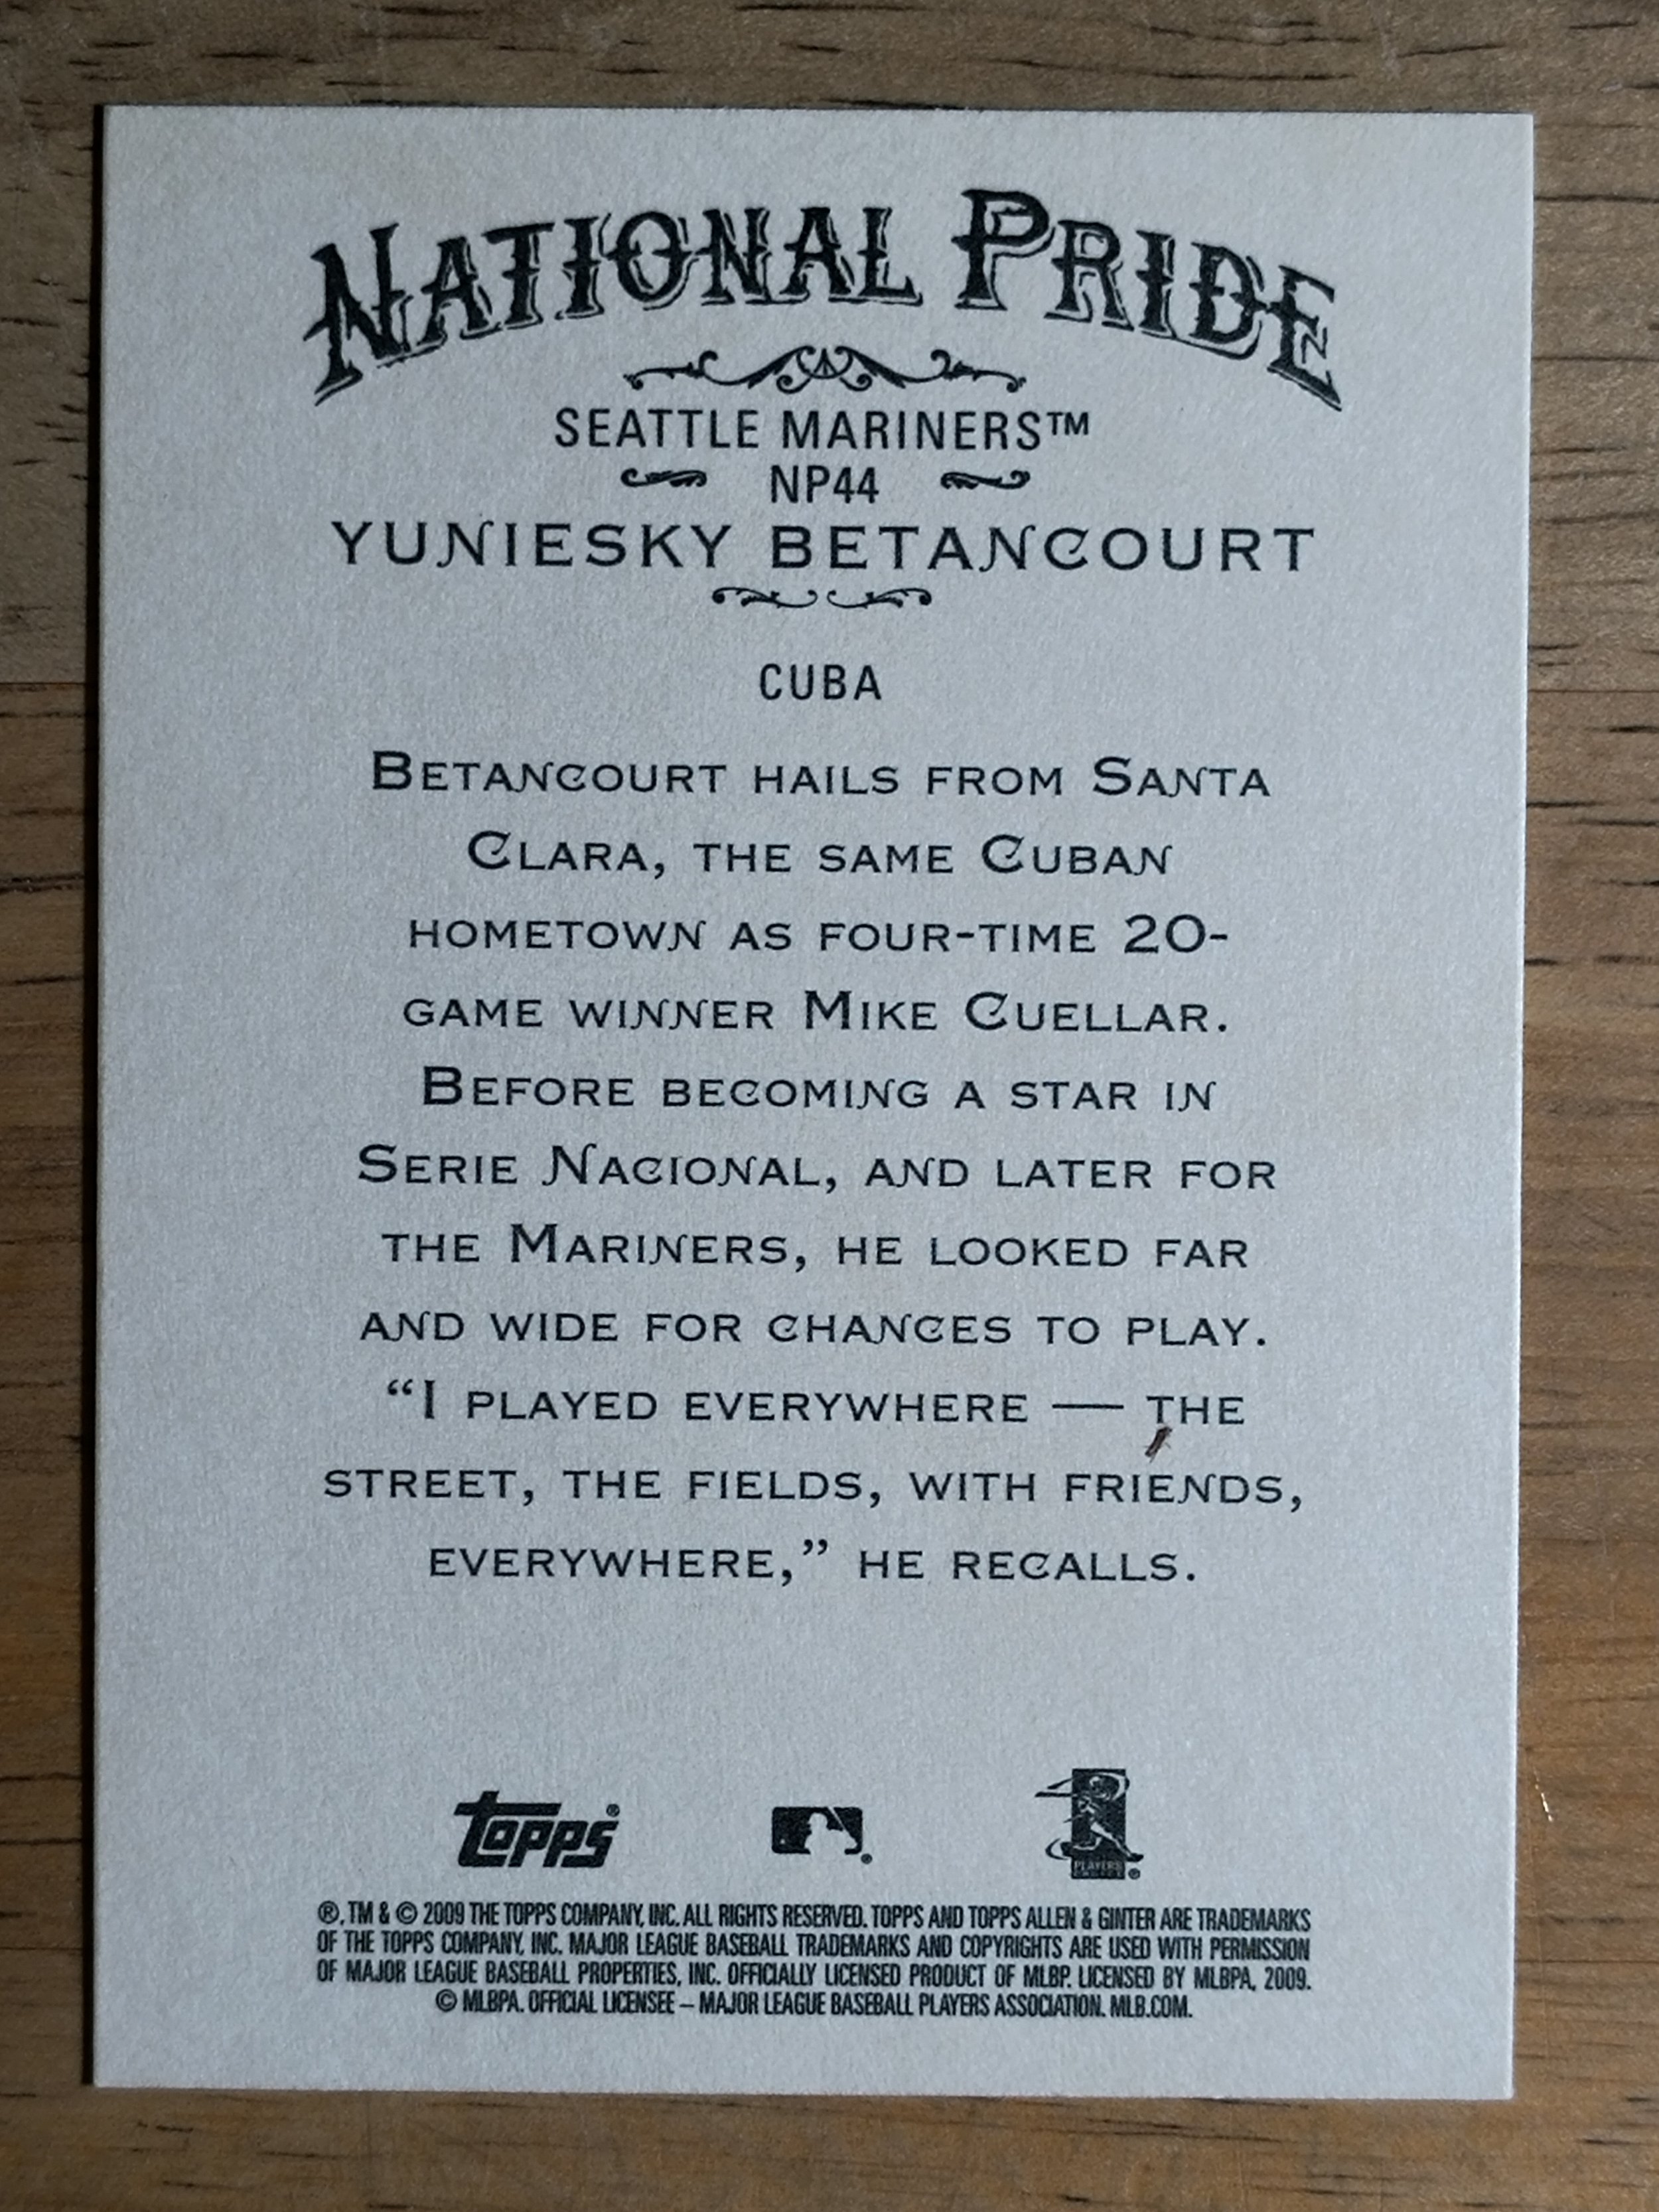 NATIONAL PRIDE
SEATTLE MARINERS™
NP44
YUNIESKY BETANCOURT
CUBA
BETANCOURT HAILS FROM SANTA
CLARA, THE SAME CUBAN
HOMETOWN AS FOUR-TIME 20-
GAME WINNER MIKE CUELLAR.
BEFORE BECOMING A STAR IN
SERIE NACIONAL, AND LATER FOR
THE MARINERS, HE LOOKED FAR
AND WIDE FOR CHANCES TO PLAY.
“I PLAYED EVERYWHERE — THE
STREET, THE FIELDS, WITH FRIENDS,
EVERYWHERE,” HE RECALLS.
Topps®
®
PLAYERS
®
®, TM & © 2009 THE TOPPS COMPANY, INC. ALL RIGHTS RESERVED. TOPPS AND TOPPS ALLEN & GINTER ARE TRADEMARKS
OF THE TOPPS COMPANY, INC. MAJOR LEAGUE BASEBALL TRADEMARKS AND COPYRIGHTS ARE USED WITH PERMISSION
OF MAJOR LEAGUE BASEBALL PROPERTIES, INC. OFFICIALLY LICENSED PRODUCT OF MLBP. LICENSED BY MLBPA, 2009.
© MLBPA. OFFICIAL LICENSEE – MAJOR LEAGUE BASEBALL PLAYERS ASSOCIATION. MLB.COM.